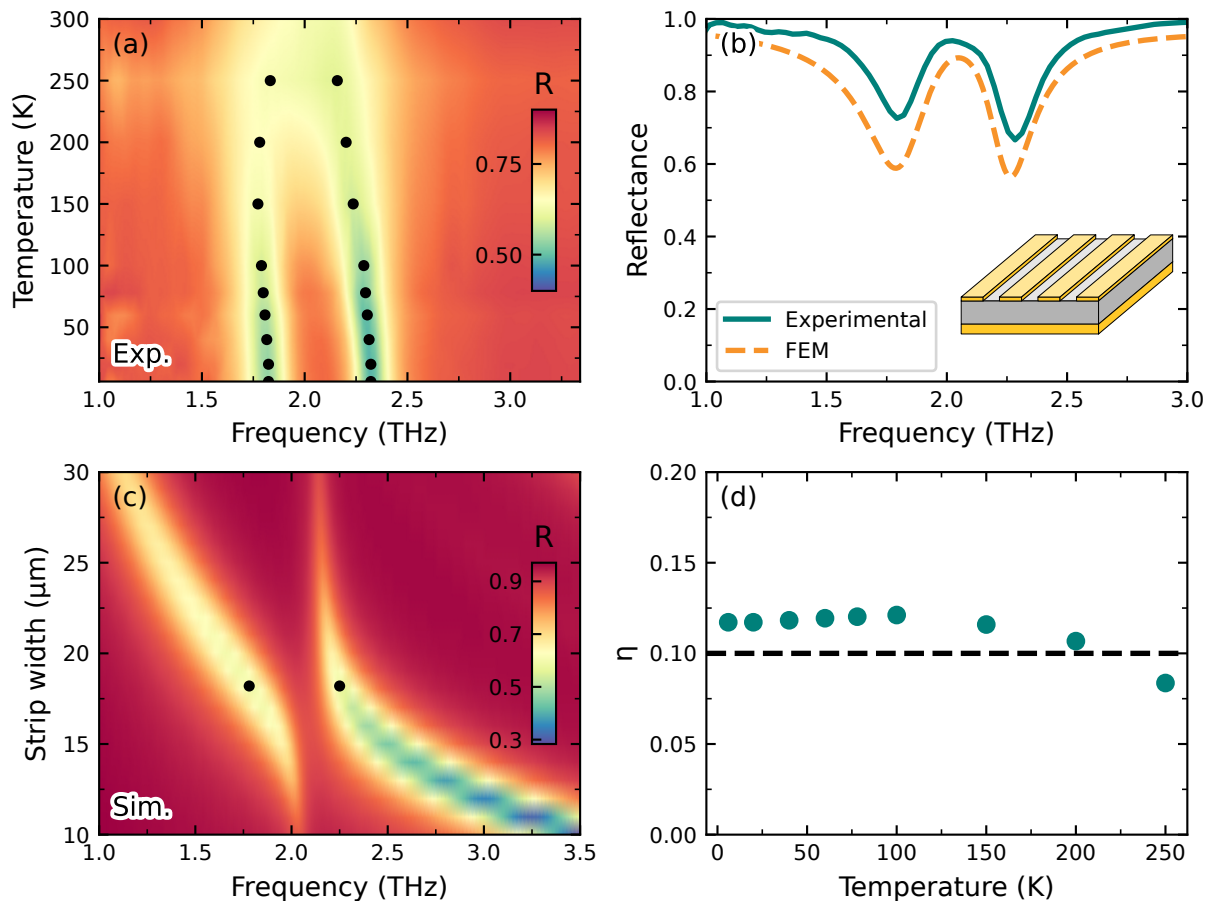 (a)
300
250
200
150
100
50
Temperature (K)
R
0.75
0.50
Exp.
1.0 1.5 2.0 2.5 3.0
Frequency (THz)
(b)
1.0
0.8
0.6
0.4
0.2
0.0
Reflectance
Experimental
FEM
1.0 1.5 2.0 2.5 3.0
Frequency (THz)
(c)
30
25
20
15
10
Strip width (μm)
R
0.9
0.7
0.5
0.3
Sim.
1.0 1.5 2.0 2.5 3.0 3.5
Frequency (THz)
(d)
0.20
0.15
0.10
0.05
0.00
η
0 50 100 150 200 250
Temperature (K)